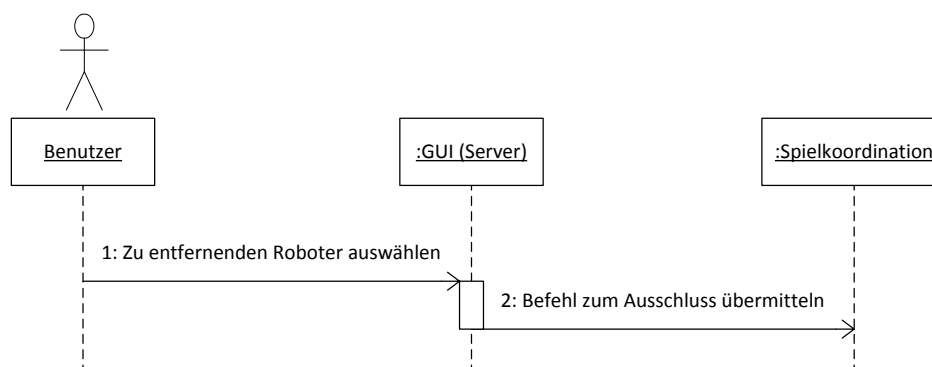 Benutzer
:GUI (Server)
:Spielkoordination
1: Zu entfernenden Roboter auswählen
2: Befehl zum Ausschluss übermitteln